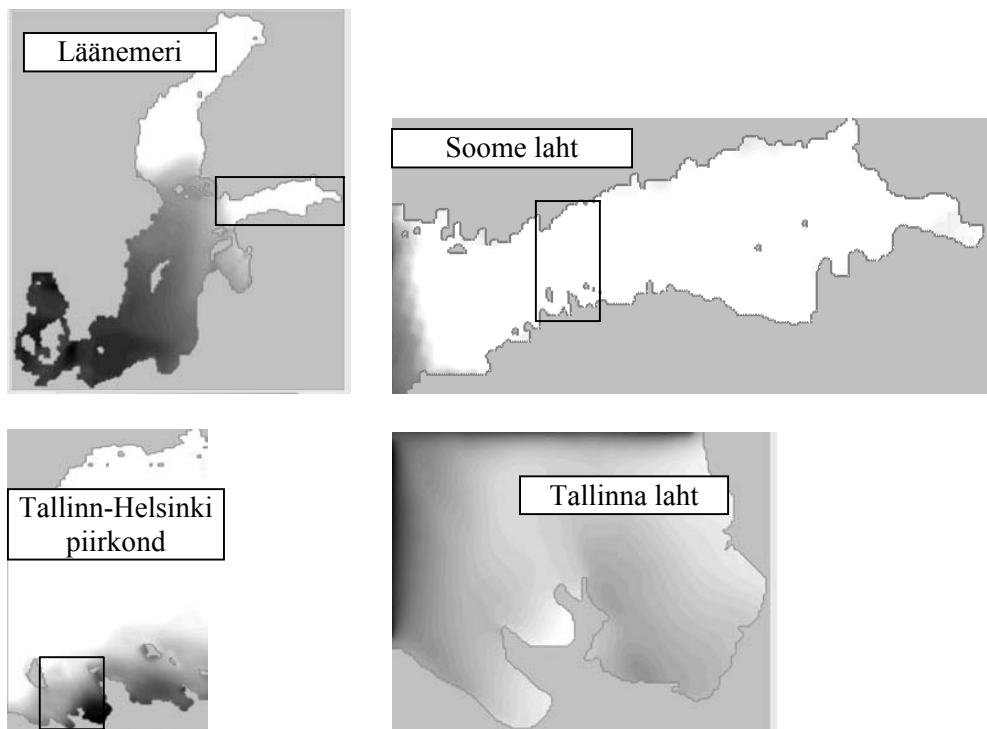 Läänemeri
Soome laht
Tallinn-Helsinki
piirkond
Tallinna laht